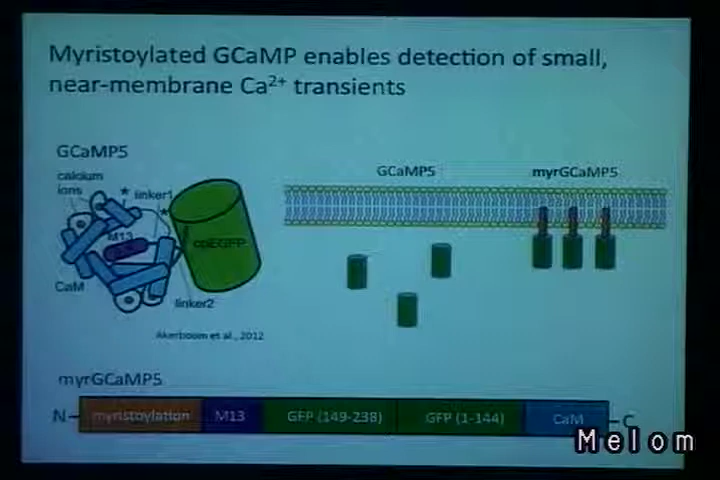 Myristoylated GCaMP enables detection of small,
near-membrane Ca²⁺ transients
GCaMP5
calcium
ions
linker1
M13
cpEGFP
CaM
linker2
Akerboom et al., 2012
GCaMP5
myrGCaMP5
myrGCaMP5
N- myristoylation M13 GFP (149-238) GFP (1-144) CaM -C
Melom